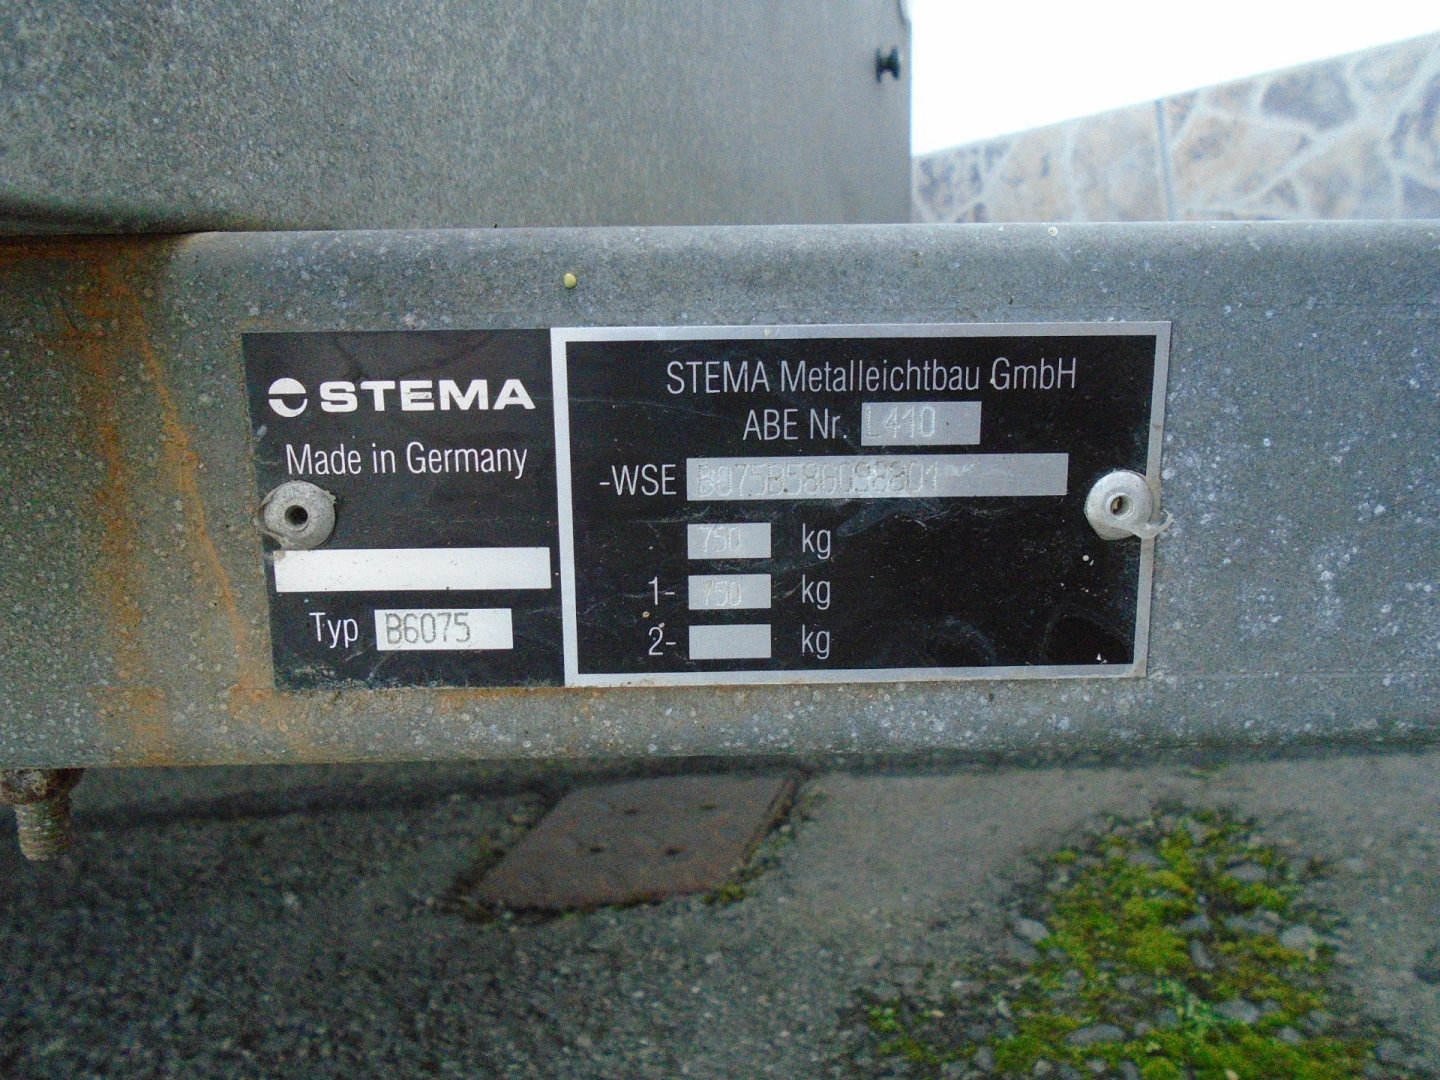 STEMA
Made in Germany
Typ B6075
STEMA Metalleichtbau GmbH
ABE Nr. L410
-WSE
750 kg
1- 750 kg
2- kg